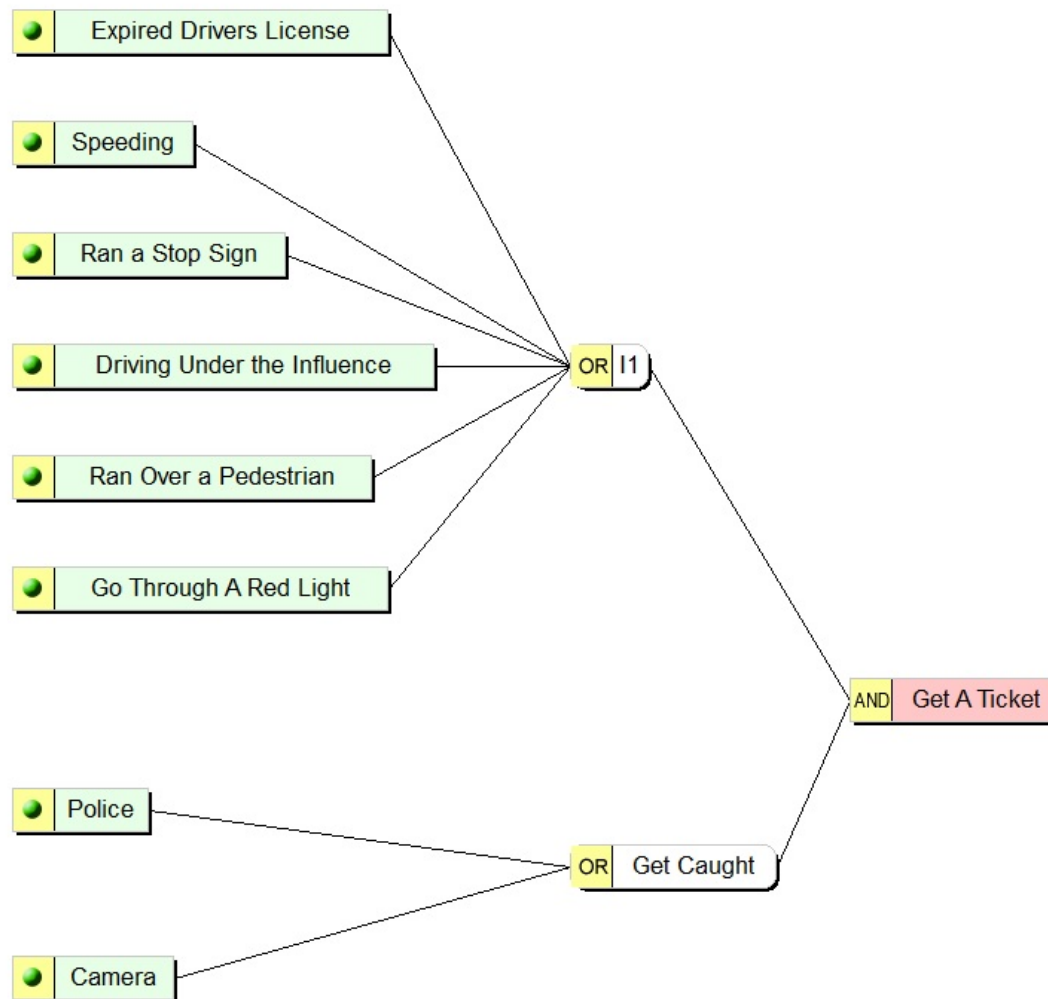 Expired Drivers License
Speeding
Ran a Stop Sign
Driving Under the Influence
OR I1
Ran Over a Pedestrian
Go Through A Red Light
AND Get A Ticket
Police
OR Get Caught
Camera